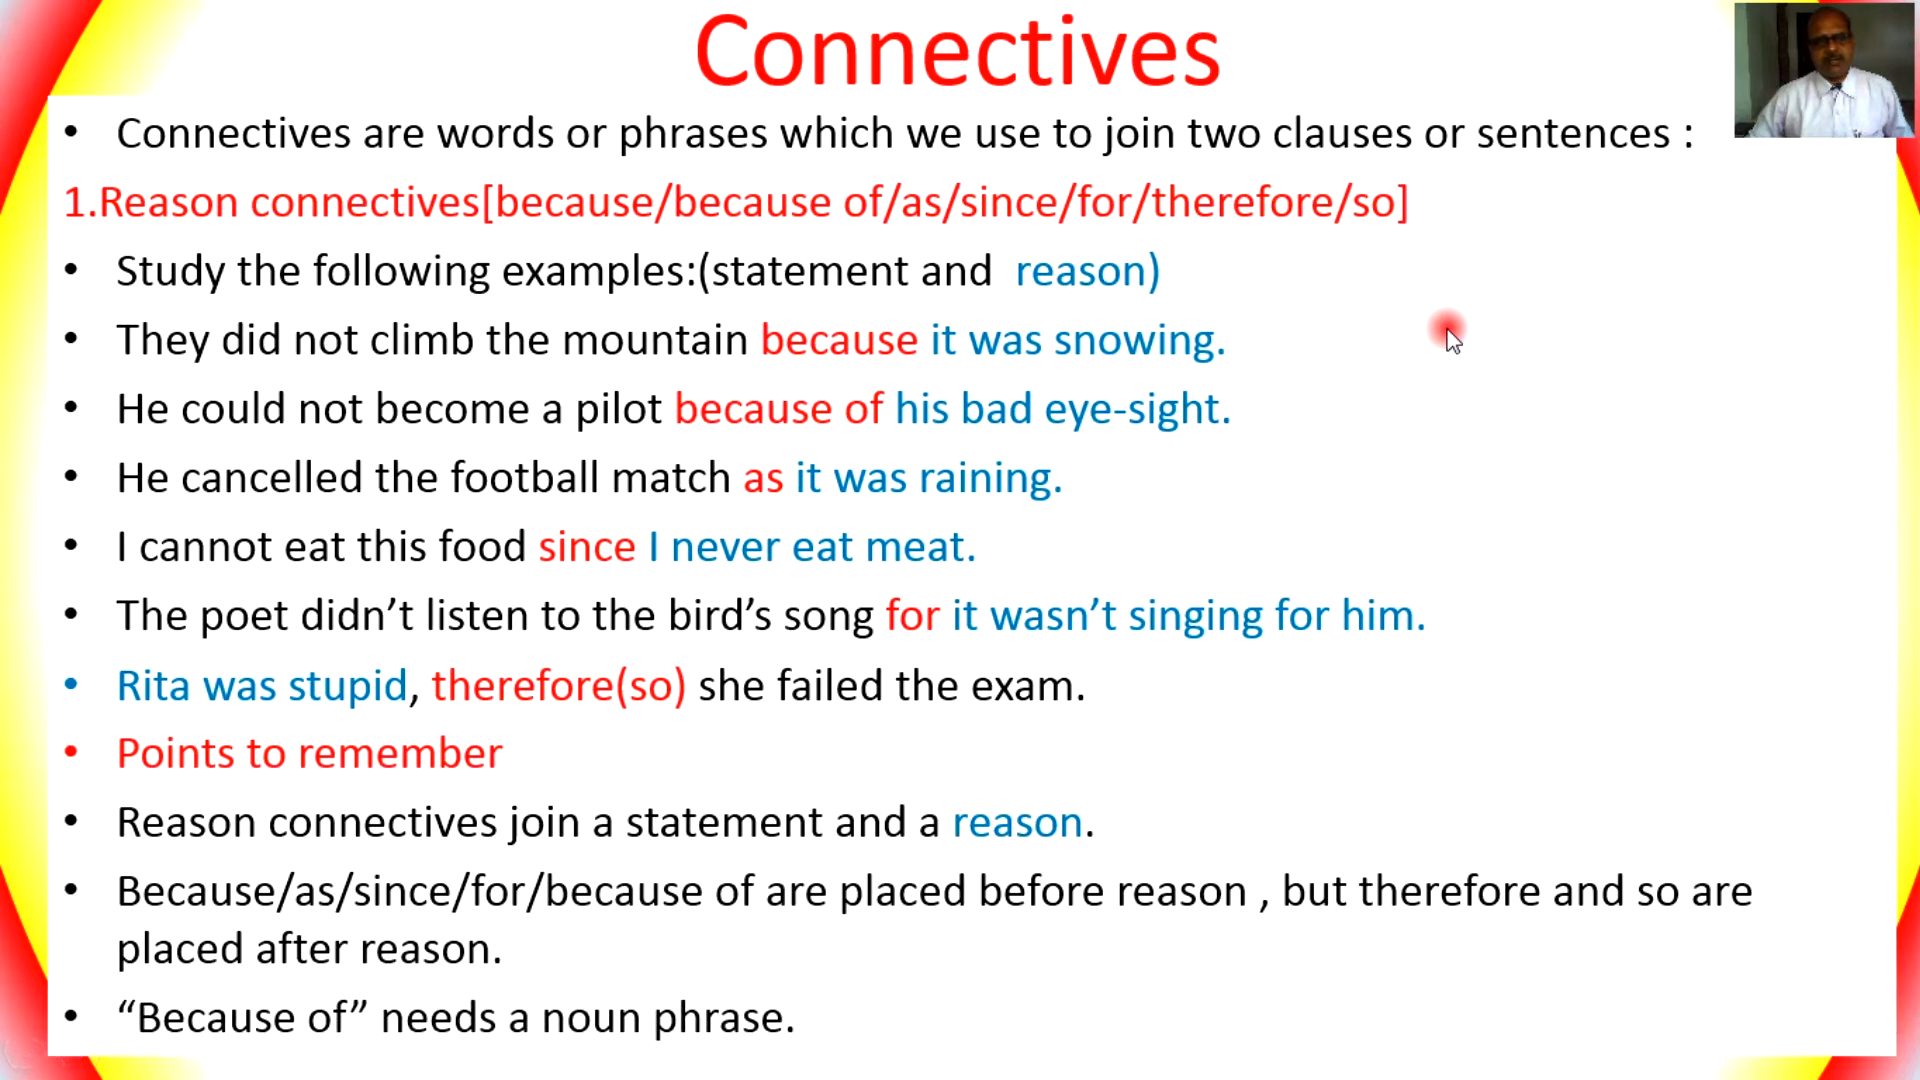 Connectives
• Connectives are words or phrases which we use to join two clauses or sentences :
1.Reason connectives[because/because of/as/since/for/therefore/so]
• Study the following examples:(statement and  reason)
• They did not climb the mountain because it was snowing.
• He could not become a pilot because of his bad eye-sight.
• He cancelled the football match as it was raining.
• I cannot eat this food since I never eat meat.
• The poet didn’t listen to the bird’s song for it wasn’t singing for him.
• Rita was stupid, therefore(so) she failed the exam.
• Points to remember
• Reason connectives join a statement and a reason.
• Because/as/since/for/because of are placed before reason , but therefore and so are
placed after reason.
• “Because of” needs a noun phrase.